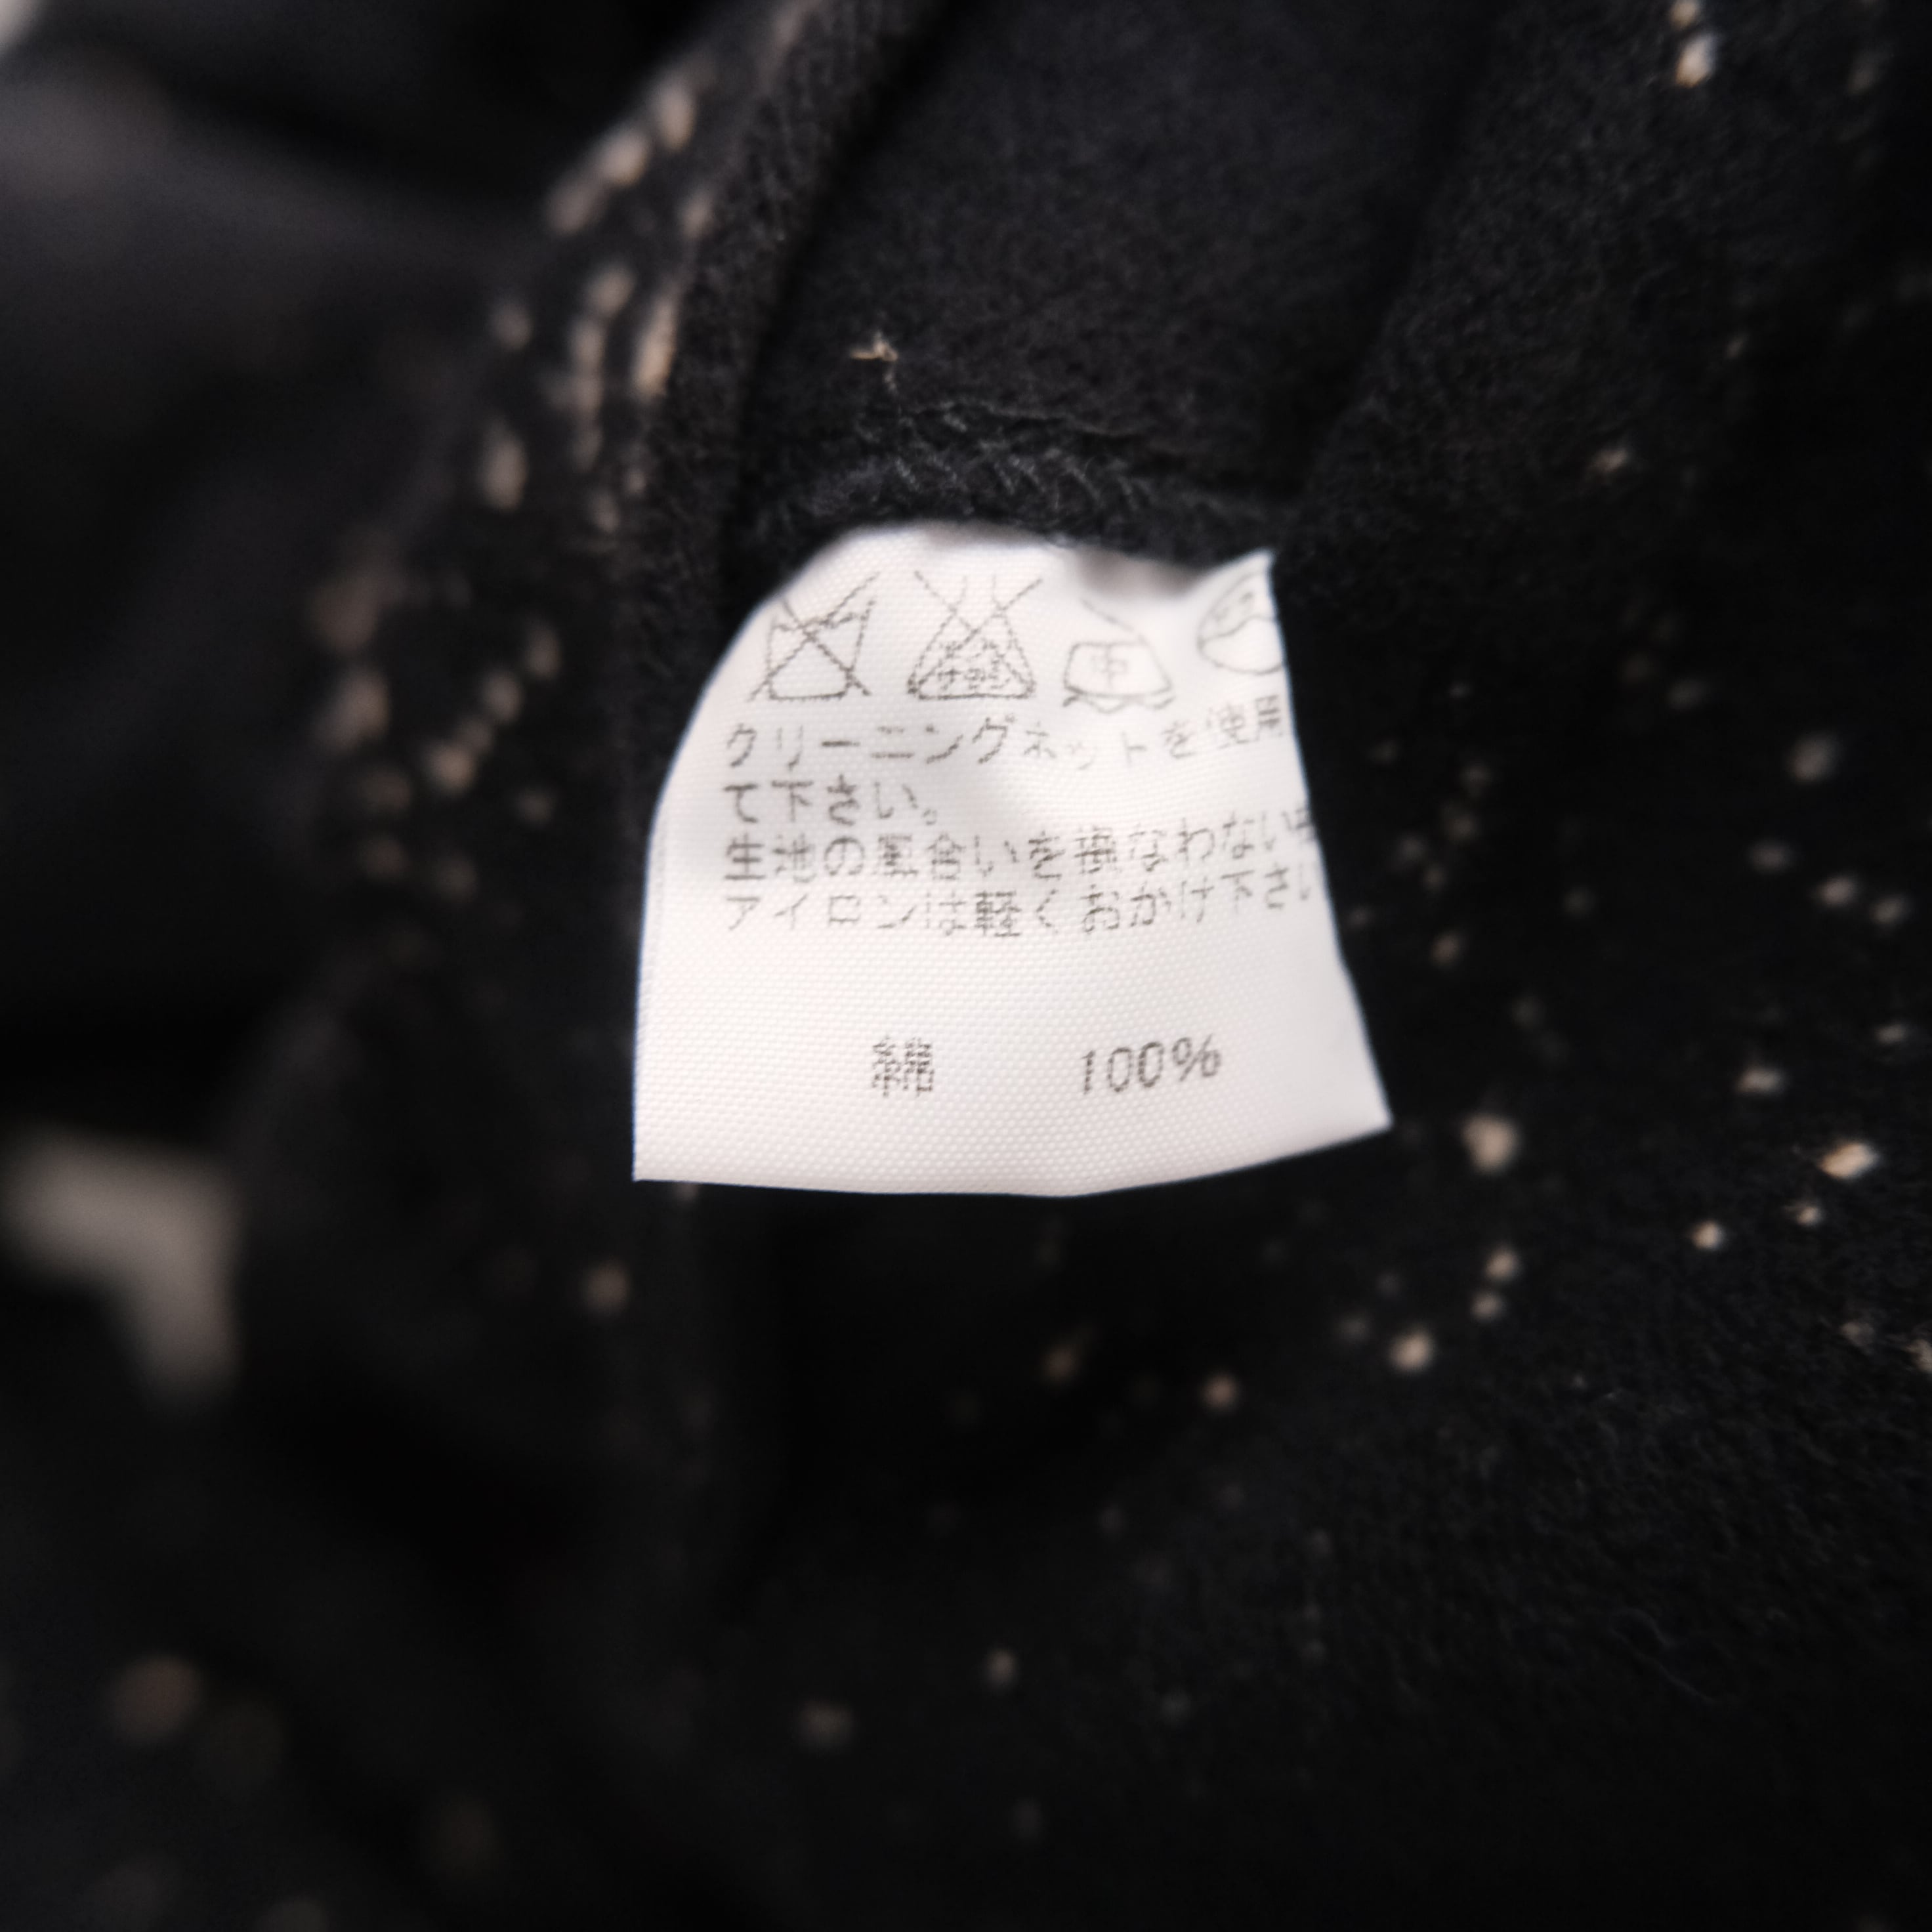 中
クリーニングネットを使用
て下さい。
生池の風合いを損なわない
アイロンは軽くおかけ下さい
綿 100%